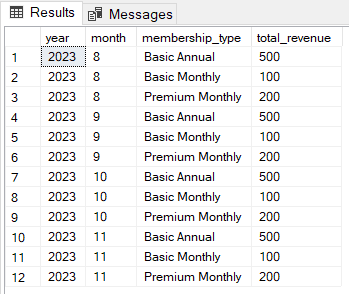 Results Messages
year month membership_type total_revenue
1 2023 8 Basic Annual 500
2 2023 8 Basic Monthly 100
3 2023 8 Premium Monthly 200
4 2023 9 Basic Annual 500
5 2023 9 Basic Monthly 100
6 2023 9 Premium Monthly 200
7 2023 10 Basic Annual 500
8 2023 10 Basic Monthly 100
9 2023 10 Premium Monthly 200
10 2023 11 Basic Annual 500
11 2023 11 Basic Monthly 100
12 2023 11 Premium Monthly 200